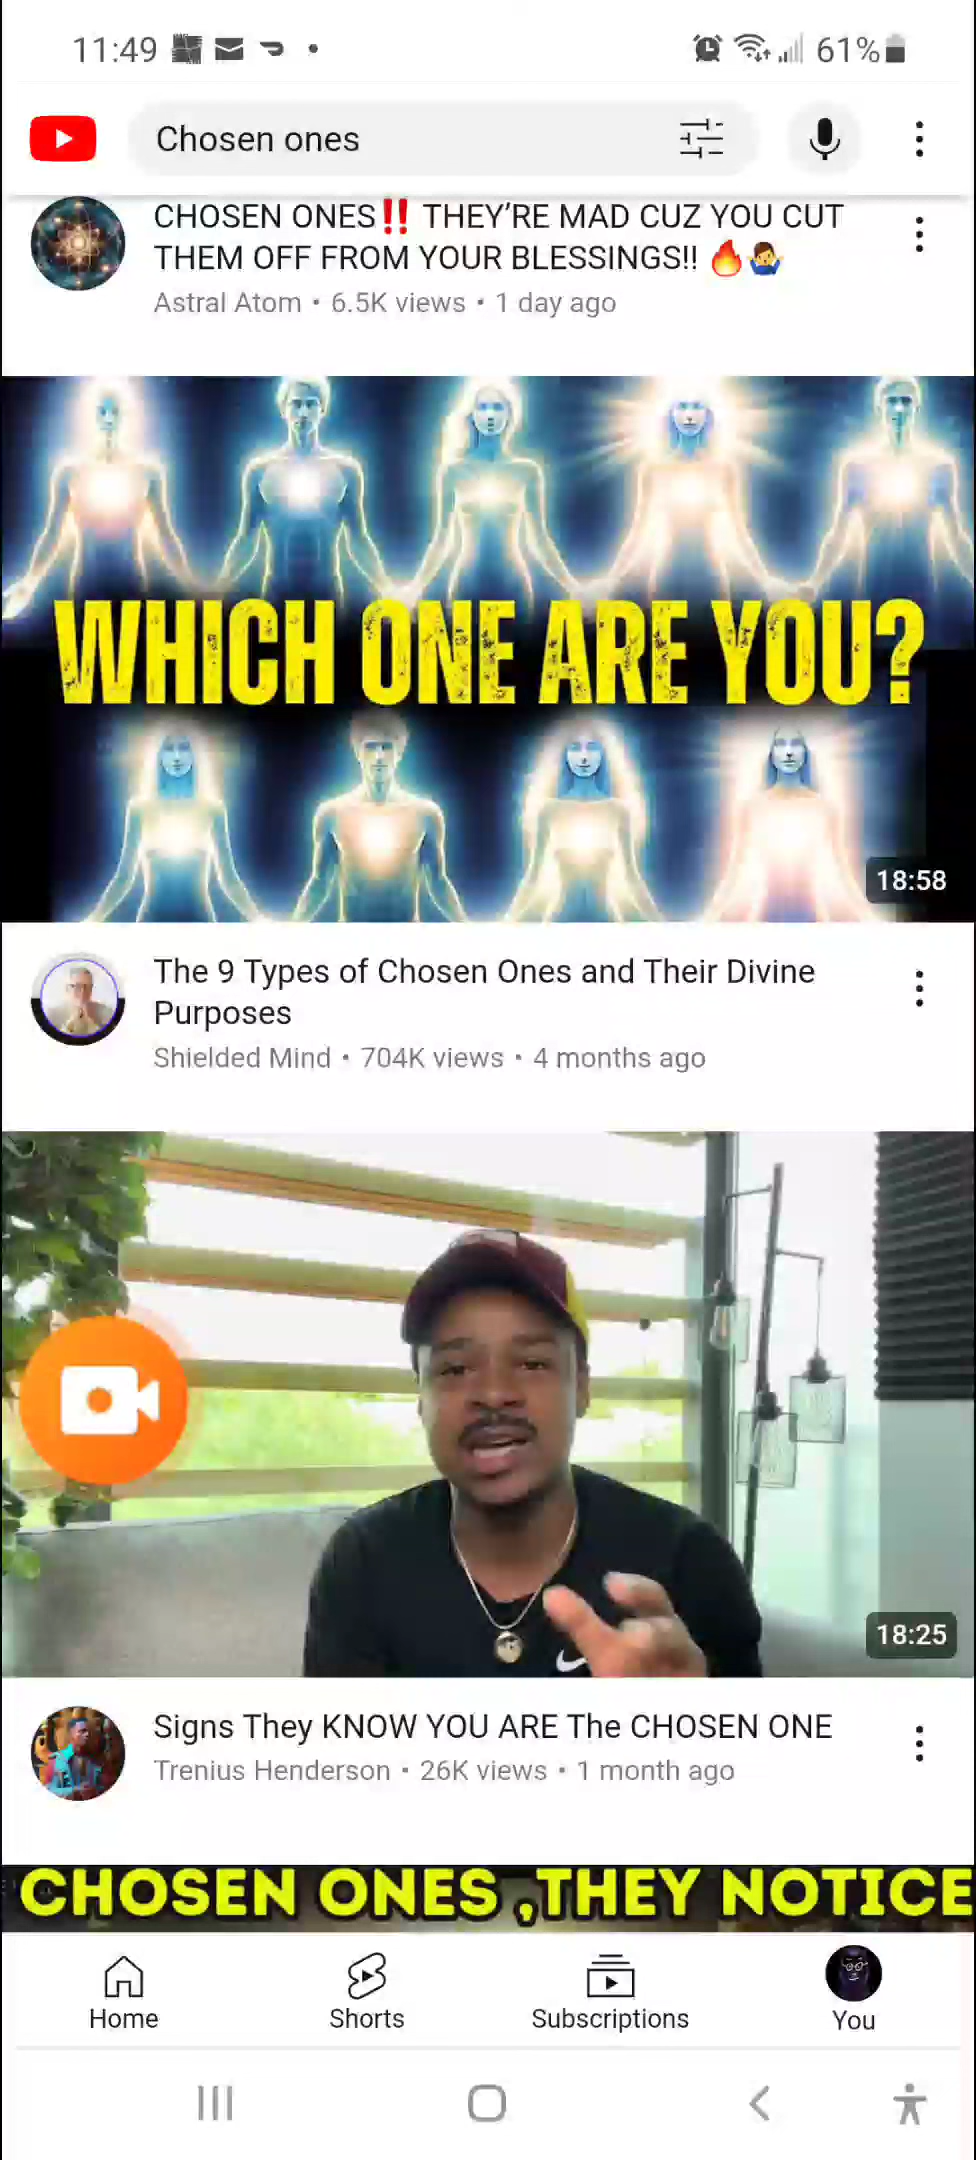 11:49
61%
Chosen ones
CHOSEN ONES‼️ THEY’RE MAD CUZ YOU CUT
THEM OFF FROM YOUR BLESSINGS!! 🔥🤷‍♂️
Astral Atom • 6.5K views • 1 day ago
WHICH ONE ARE YOU?
18:58
The 9 Types of Chosen Ones and Their Divine
Purposes
Shielded Mind • 704K views • 4 months ago
18:25
Signs They KNOW YOU ARE The CHOSEN ONE
Trenius Henderson • 26K views • 1 month ago
CHOSEN ONES ,THEY NOTICE
Home
Shorts
Subscriptions
You